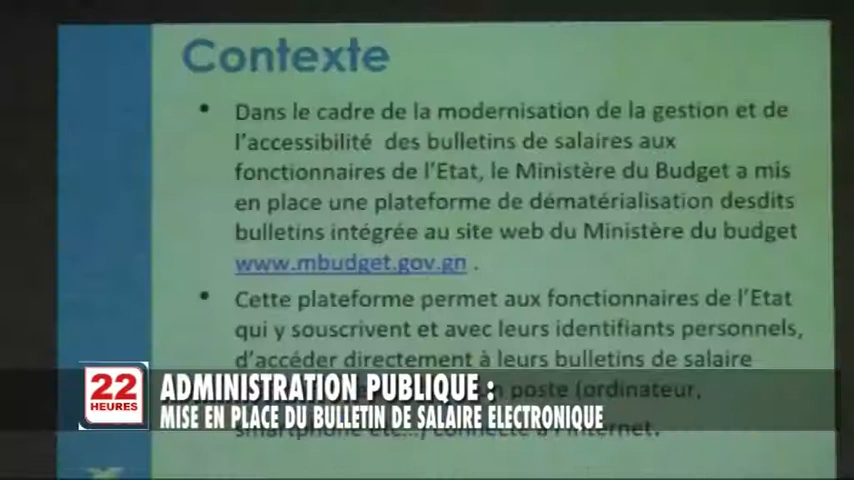 Contexte
• Dans le cadre de la modernisation de la gestion et de
l'accessibilité des bulletins de salaires aux
fonctionnaires de l'Etat, le Ministère du Budget a mis
en place une plateforme de dématérialisation desdits
bulletins intégrée au site web du Ministère du budget
www.mbudget.gov.gn .
• Cette plateforme permet aux fonctionnaires de l'Etat
qui y souscrivent et avec leurs identifiants personnels,
d'accéder directement à leurs bulletins de salaire
poste (ordinateur,
smartphone etc…) connecté à l'internet.
22
HEURES
ADMINISTRATION PUBLIQUE :
MISE EN PLACE DU BULLETIN DE SALAIRE ELECTRONIQUE